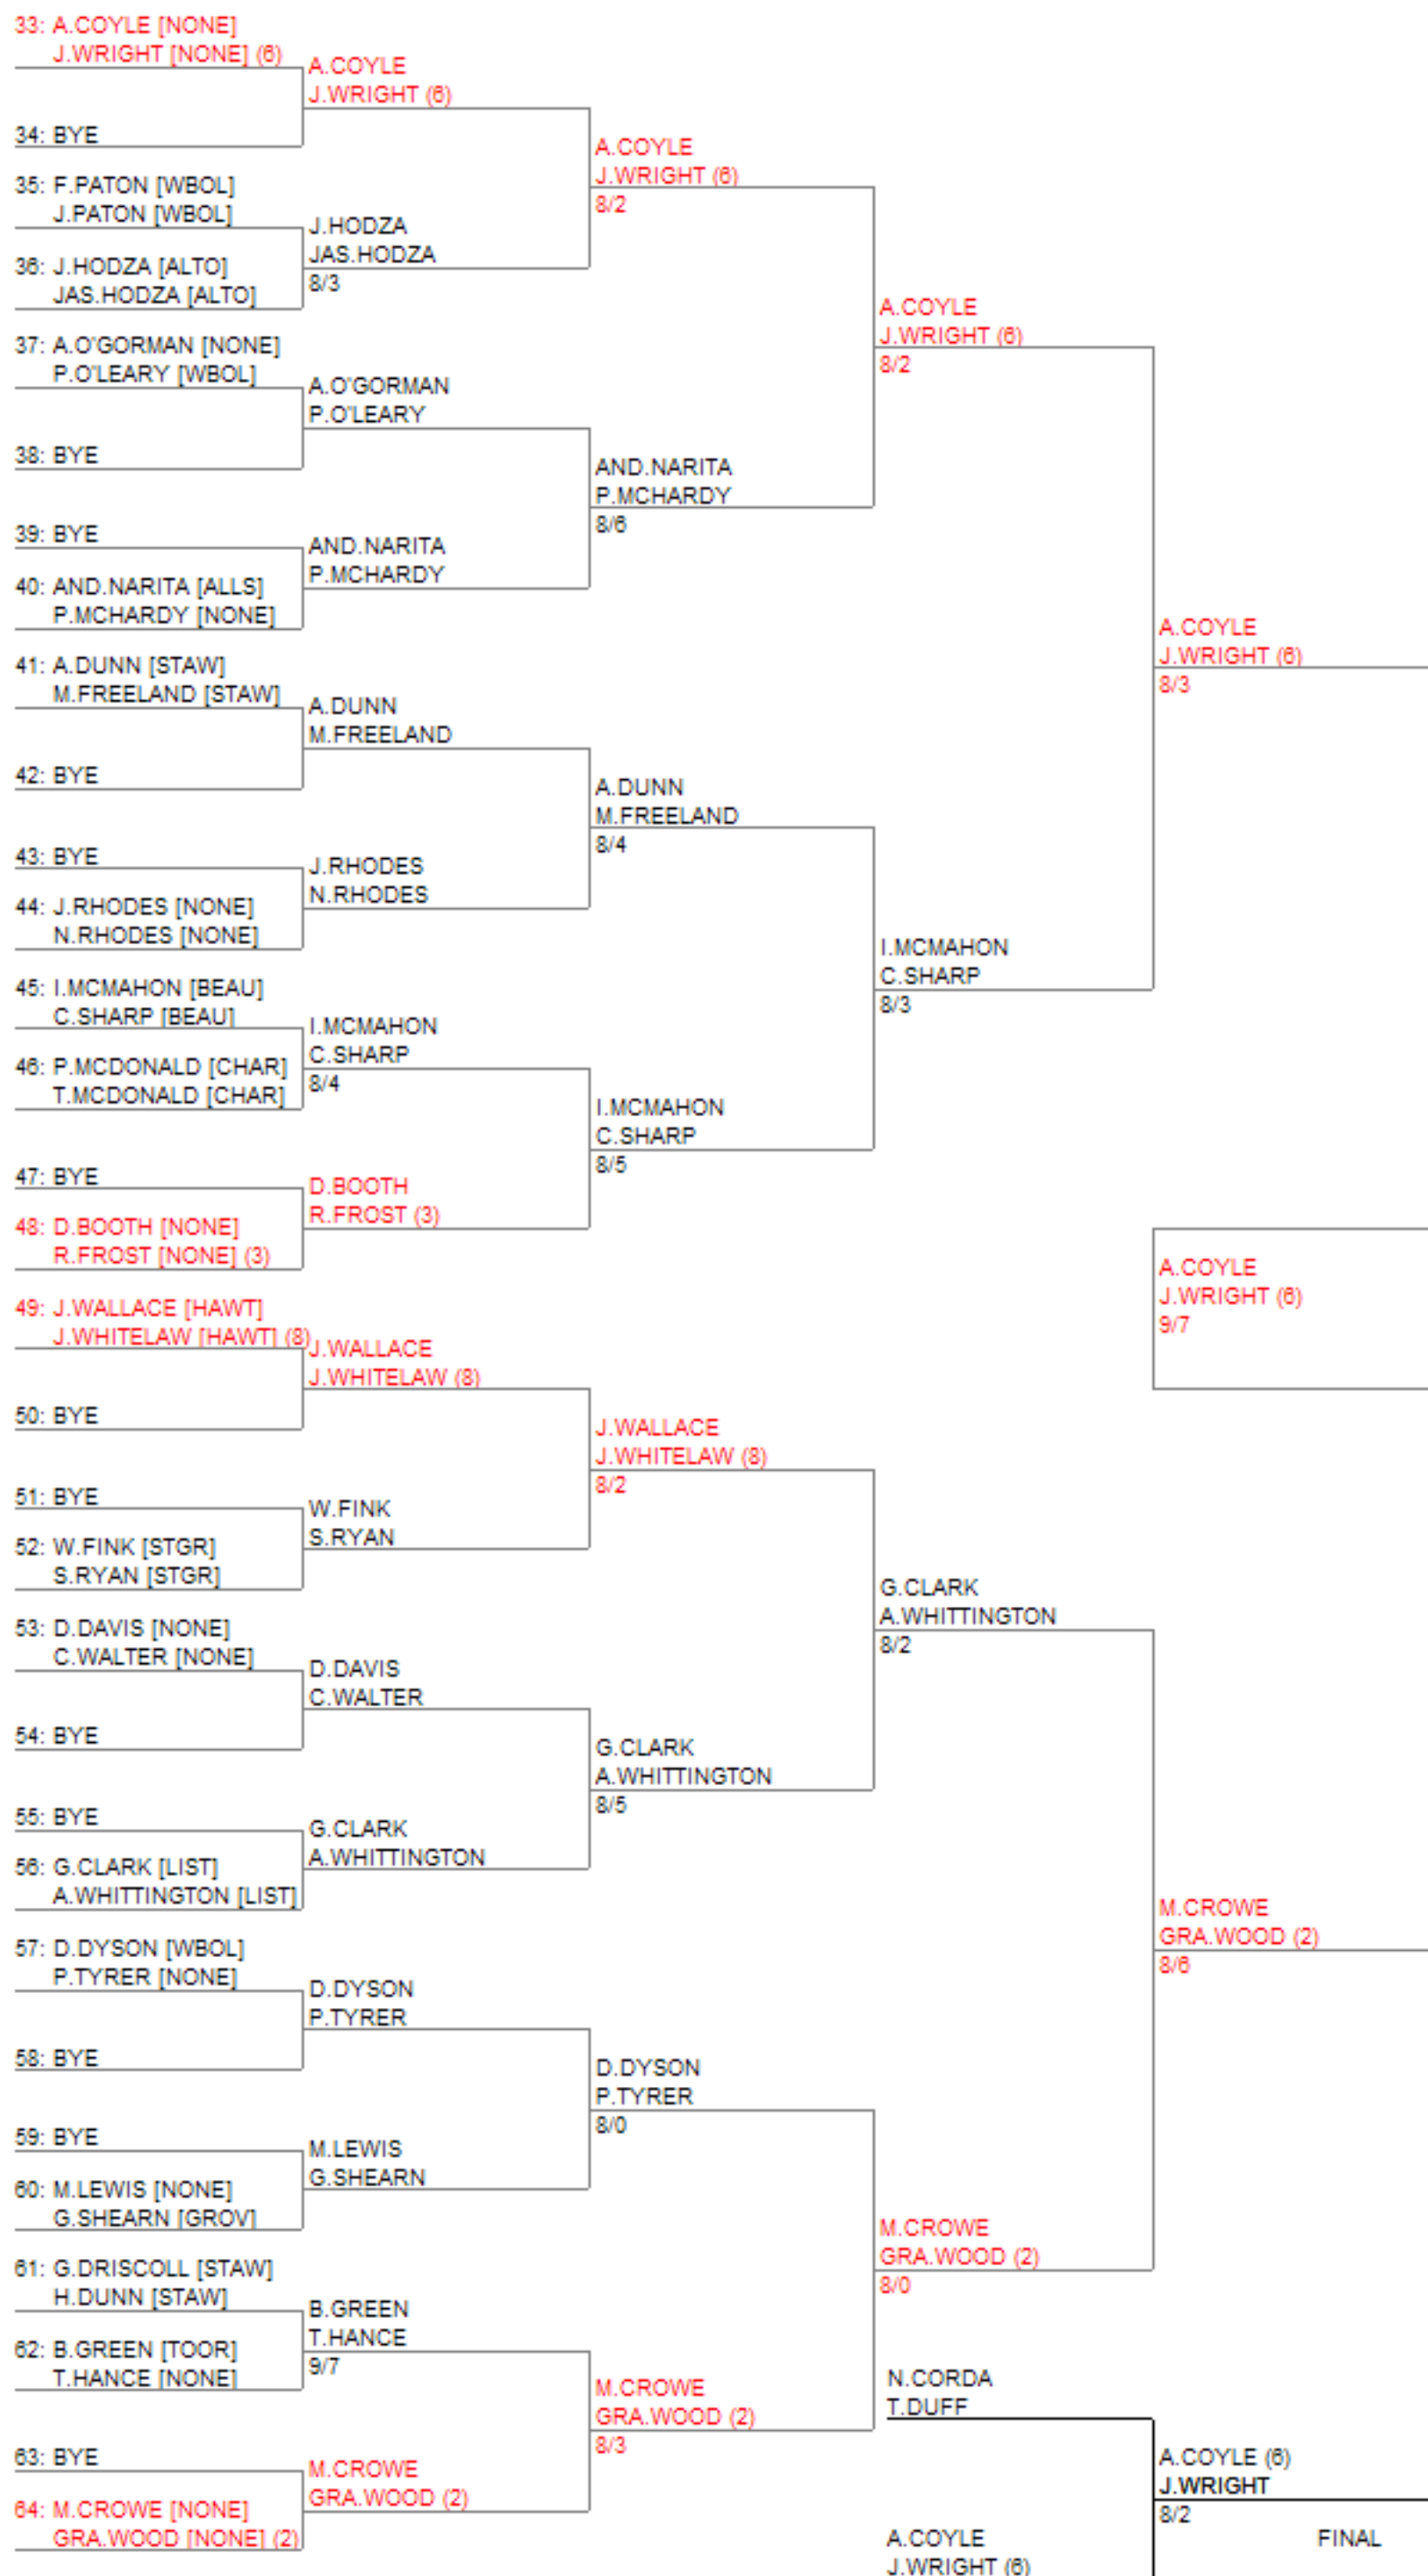 33: A.COYLE [NONE]
J.WRIGHT [NONE] (6)
34: BYE
35: F.PATON [WBOL]
J.PATON [WBOL]
36: J.HODZA [ALTO]
JAS.HODZA [ALTO]
37: A.O'GORMAN [NONE]
P.O'LEARY [WBOL]
38: BYE
39: BYE
40: AND.NARITA [ALLS]
P.MCHARDY [NONE]
41: A.DUNN [STAW]
M.FREELAND [STAW]
42: BYE
43: BYE
44: J.RHODES [NONE]
N.RHODES [NONE]
45: I.MCMAHON [BEAU]
C.SHARP [BEAU]
46: P.MCDONALD [CHAR]
T.MCDONALD [CHAR]
47: BYE
48: D.BOOTH [NONE]
R.FROST [NONE] (3)
49: J.WALLACE [HAWT]
J.WHITELAW [HAWT] (8)
50: BYE
51: BYE
52: W.FINK [STGR]
S.RYAN [STGR]
53: D.DAVIS [NONE]
C.WALTER [NONE]
54: BYE
55: BYE
56: G.CLARK [LIST]
A.WHITTINGTON [LIST]
57: D.DYSON [WBOL]
P.TYRER [NONE]
58: BYE
59: BYE
60: M.LEWIS [NONE]
G.SHEARN [GROV]
61: G.DRISCOLL [STAW]
H.DUNN [STAW]
62: B.GREEN [TOOR]
T.HANCE [NONE]
63: BYE
64: M.CROWE [NONE]
GRA.WOOD [NONE] (2)
A.COYLE
J.WRIGHT (6)
J.HODZA
JAS.HODZA
8/3
A.O'GORMAN
P.O'LEARY
AND.NARITA
P.MCHARDY
A.DUNN
M.FREELAND
J.RHODES
N.RHODES
I.MCMAHON
C.SHARP
8/4
D.BOOTH
R.FROST (3)
J.WALLACE
J.WHITELAW (8)
W.FINK
S.RYAN
D.DAVIS
C.WALTER
G.CLARK
A.WHITTINGTON
D.DYSON
P.TYRER
M.LEWIS
G.SHEARN
B.GREEN
T.HANCE
9/7
M.CROWE
GRA.WOOD (2)
A.COYLE
J.WRIGHT (6)
8/2
AND.NARITA
P.MCHARDY
8/6
A.DUNN
M.FREELAND
8/4
I.MCMAHON
C.SHARP
8/5
J.WALLACE
J.WHITELAW (8)
8/2
G.CLARK
A.WHITTINGTON
8/5
D.DYSON
P.TYRER
8/0
M.CROWE
GRA.WOOD (2)
8/3
A.COYLE
J.WRIGHT (6)
8/2
I.MCMAHON
C.SHARP
8/3
G.CLARK
A.WHITTINGTON
8/2
M.CROWE
GRA.WOOD (2)
8/0
A.COYLE
J.WRIGHT (6)
8/3
A.COYLE
J.WRIGHT (6)
9/7
M.CROWE
GRA.WOOD (2)
8/6
N.CORDA
T.DUFF
A.COYLE
J.WRIGHT (6)
A.COYLE (6)
J.WRIGHT
8/2
FINAL